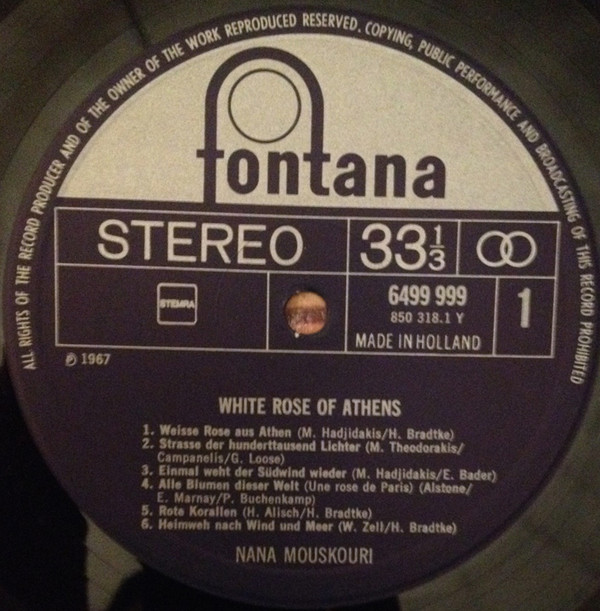 ALL RIGHTS OF THE RECORD PRODUCER AND OF THE OWNER OF THE WORK REPRODUCED RESERVED. COPYING, PUBLIC PERFORMANCE AND BROADCASTING OF THIS RECORD PROHIBITED
fontana
STEREO
33 1/3
STEMRA
6499 999
850 318.1 Y
1
MADE IN HOLLAND
℗ 1967
WHITE ROSE OF ATHENS
1. Weisse Rose aus Athen (M. Hadjidakis/H. Bradtke)
2. Strasse der hunderttausend Lichter (M. Theodorakis/
Campanelis/G. Loose)
3. Einmal weht der Südwind wieder (M. Hadjidakis/E. Bader)
4. Alle Blumen dieser Welt (Une rose de Paris) (Alstone/
E. Marnay/P. Buchenkamp)
5. Rote Korallen (H. Alisch/H. Bradtke)
6. Heimweh nach Wind und Meer (W. Zell/H. Bradtke)
NANA MOUSKOURI